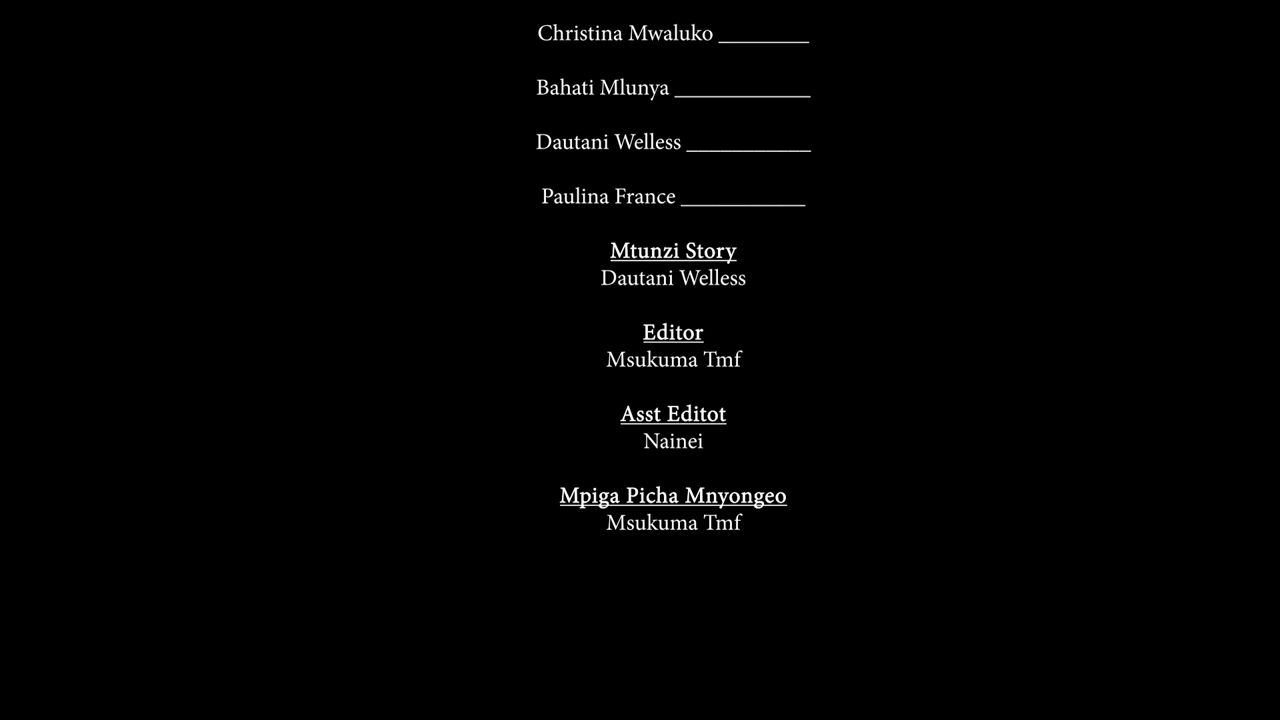 Christina Mwaluko ________
Bahati Mlunya ____________
Dautani Welless ___________
Paulina France ___________
Mtunzi Story
Dautani Welless
Editor
Msukuma Tmf
Asst Editot
Nainei
Mpiga Picha Mnyongeo
Msukuma Tmf